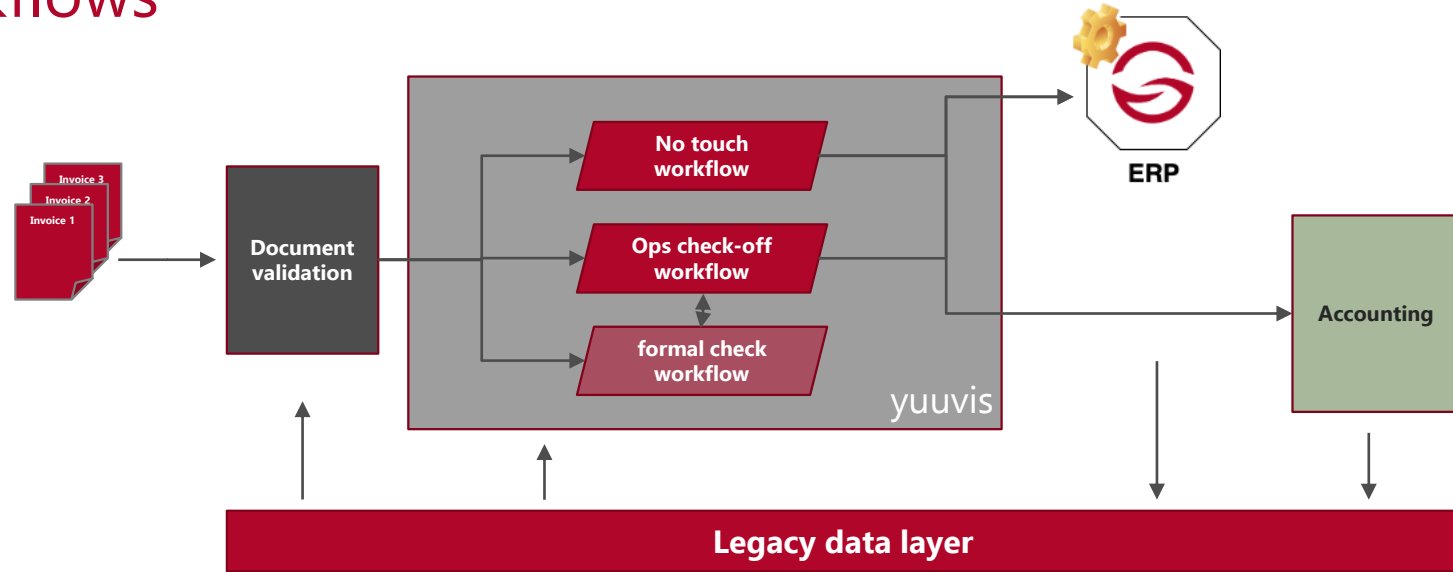 kflows
Invoice 3
Invoice 2
Invoice 1
Document
validation
No touch
workflow
Ops check-off
workflow
formal check
workflow
yuuvis
ERP
Accounting
Legacy data layer